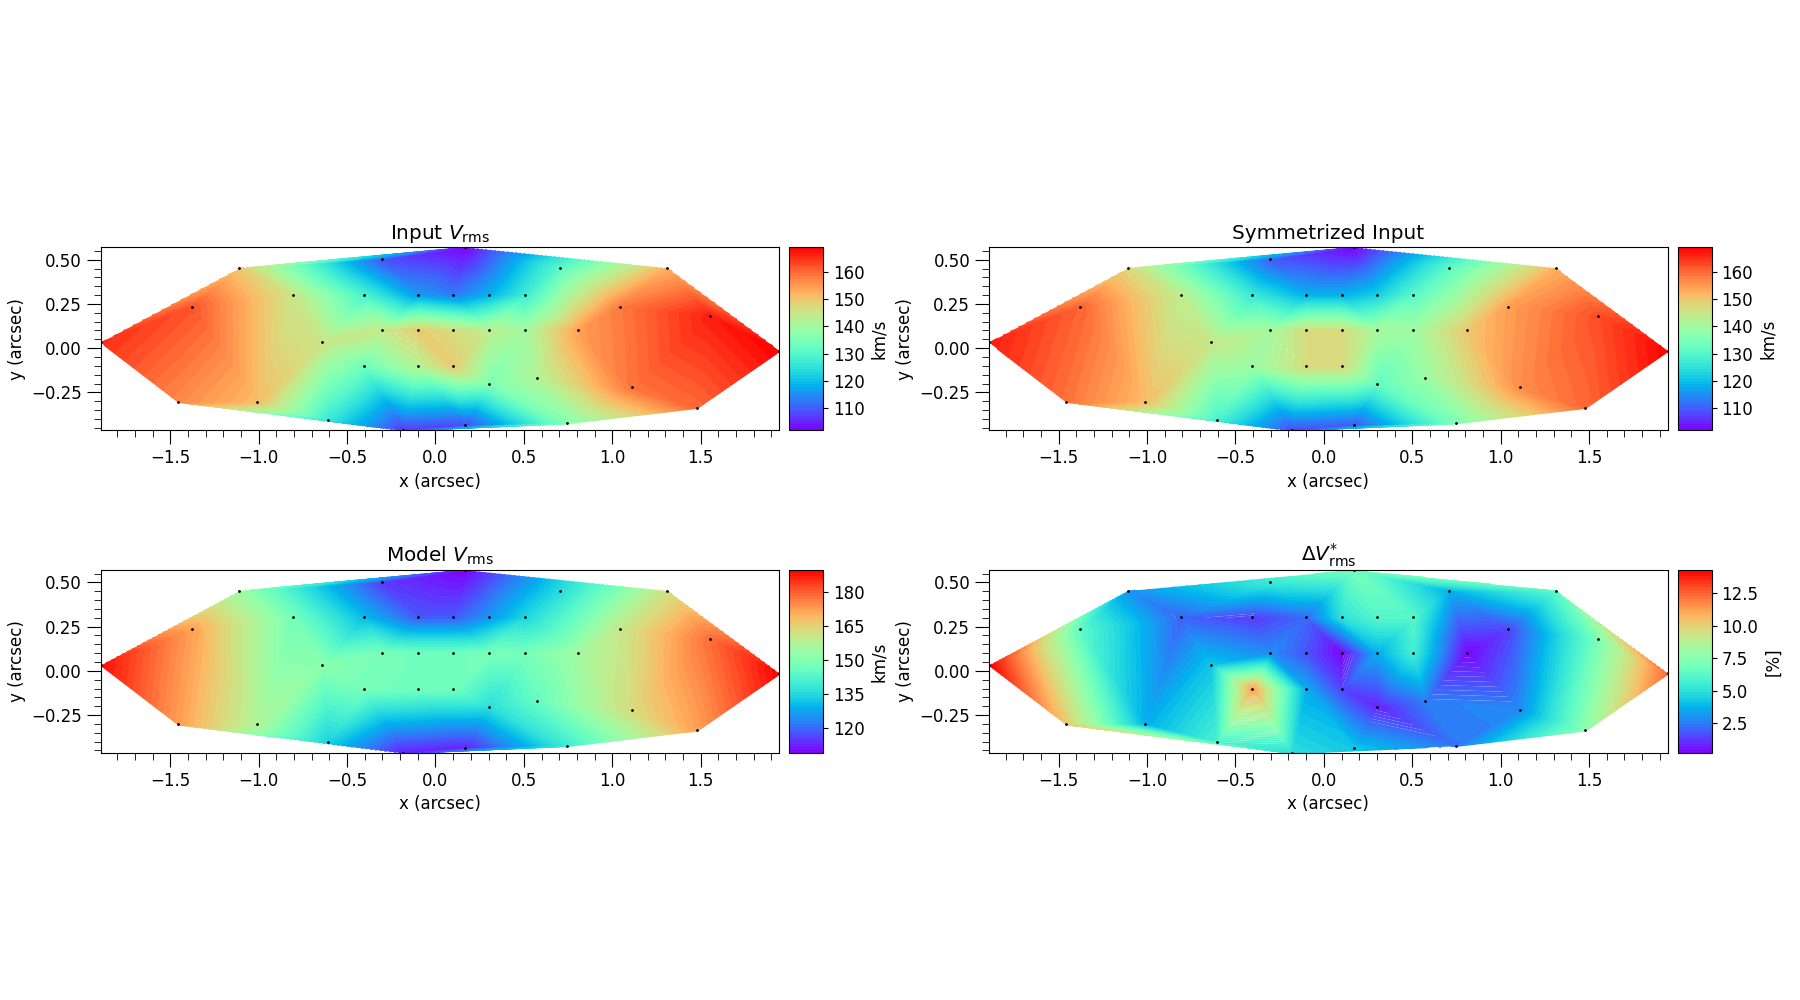 Input V_rms
Symmetrized Input
0.50
0.25
0.00
−0.25
y (arcsec)
−1.5 −1.0 −0.5 0.0 0.5 1.0 1.5
x (arcsec)
160
150
140
130
120
110
km/s
0.50
0.25
0.00
−0.25
y (arcsec)
−1.5 −1.0 −0.5 0.0 0.5 1.0 1.5
x (arcsec)
160
150
140
130
120
110
km/s
Model V_rms
ΔV*_rms
0.50
0.25
0.00
−0.25
y (arcsec)
−1.5 −1.0 −0.5 0.0 0.5 1.0 1.5
x (arcsec)
180
165
150
135
120
km/s
0.50
0.25
0.00
−0.25
y (arcsec)
−1.5 −1.0 −0.5 0.0 0.5 1.0 1.5
x (arcsec)
12.5
10.0
7.5
5.0
2.5
[%]